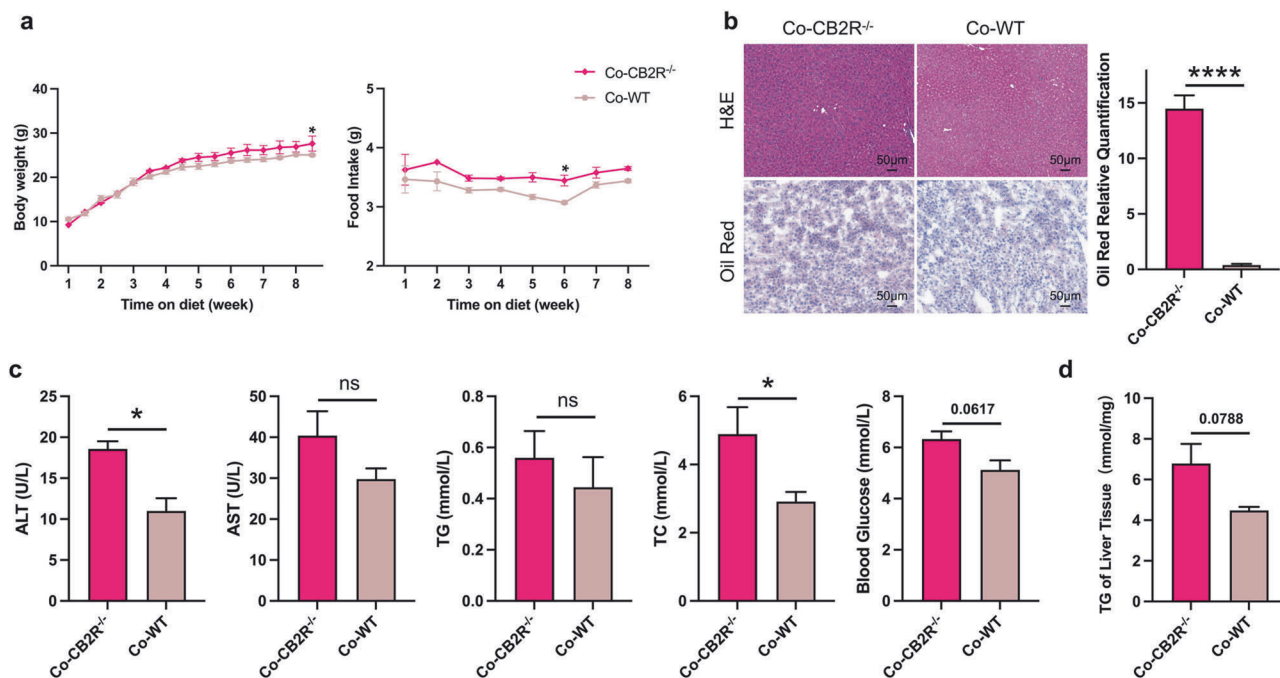 a
Co-CB2R-/-
Co-WT
Body weight (g)
40
30
20
10
0
1 2 3 4 5 6 7 8
Time on diet (week)
*
Food Intake (g)
5
4
3
2
1 2 3 4 5 6 7 8
Time on diet (week)
*
b
Co-CB2R-/- Co-WT
H&E
50μm
50μm
Oil Red
50μm
50μm
Oil Red Relative Quantification
15
10
5
0
****
Co-CB2R-/-
Co-WT
c
ALT (U/L)
25
20
15
10
5
0
*
Co-CB2R-/-
Co-WT
AST (U/L)
50
40
30
20
10
0
ns
Co-CB2R-/-
Co-WT
TG (mmol/L)
0.8
0.6
0.4
0.2
0.0
ns
Co-CB2R-/-
Co-WT
TC (mmol/L)
6
4
2
0
*
Co-CB2R-/-
Co-WT
Blood Glucose (mmol/L)
8
6
4
2
0
0.0617
Co-CB2R-/-
Co-WT
d
TG of Liver Tissue (mmol/mg)
10
8
6
4
2
0
0.0788
Co-CB2R-/-
Co-WT